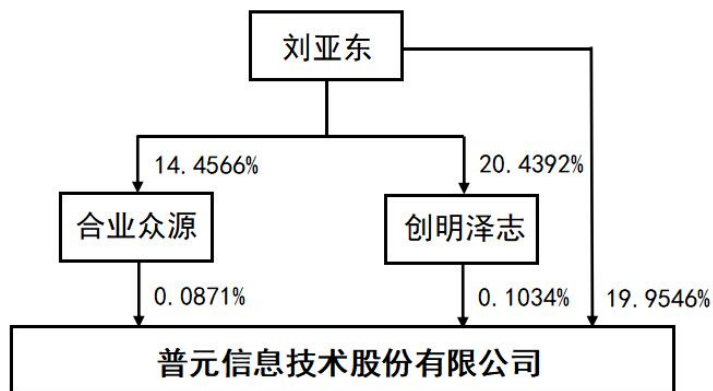 刘亚东
14.4566%
20.4392%
合业众源
创明泽志
0.0871%
0.1034%
19.9546%
普元信息技术股份有限公司